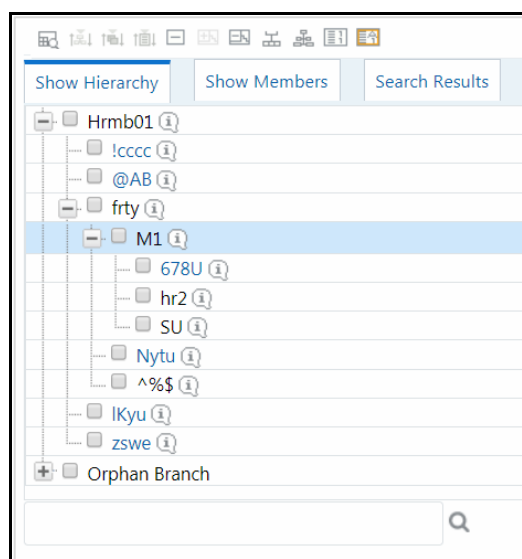 Show Hierarchy Show Members Search Results
Hrmb01
!cccc
@AB
frty
M1
678U
hr2
SU
Nytu
^%$
lKyu
zswe
Orphan Branch